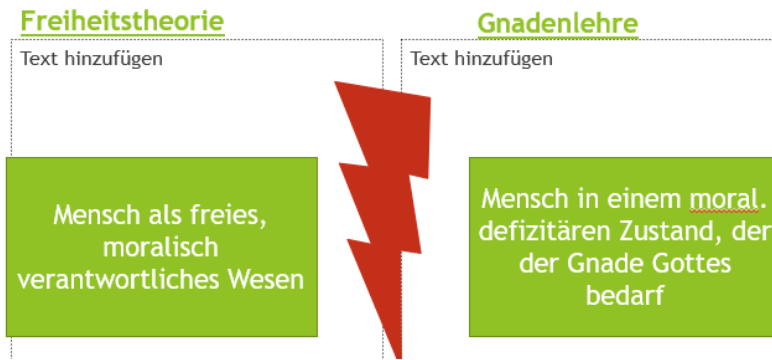 Freiheitstheorie
Gnadenlehre
Text hinzufügen
Text hinzufügen
Mensch als freies,
moralisch
verantwortliches Wesen
Mensch in einem moral.
defizitären Zustand, der
der Gnade Gottes
bedarf